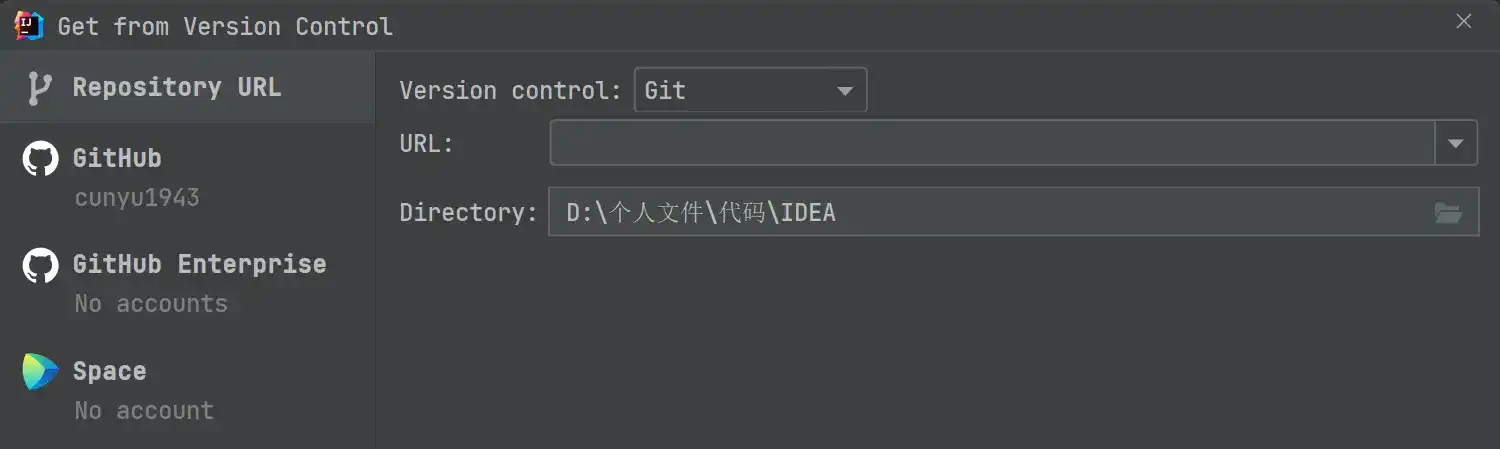 Get from Version Control
Repository URL
GitHub
cunyu1943
GitHub Enterprise
No accounts
Space
No account
Version control: Git
URL:
Directory: D:\个人文件\代码\IDEA